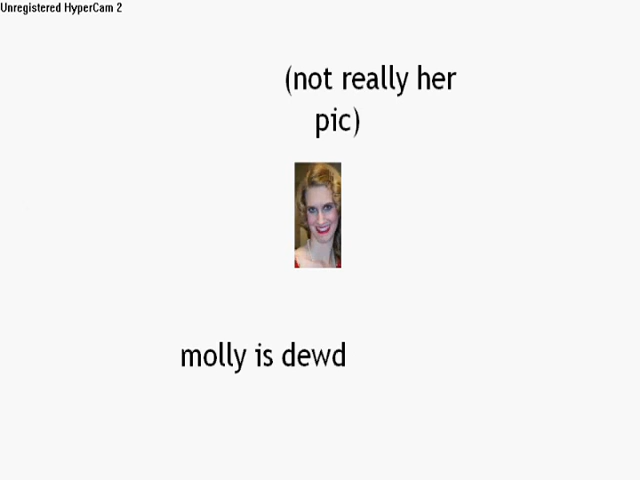 Unregistered HyperCam 2
(not really her
pic)
molly is dewd